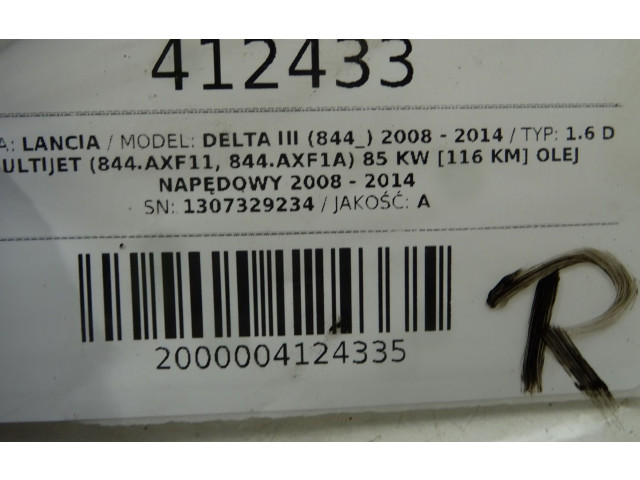 412433
A: LANCIA / MODEL: DELTA III (844_) 2008 - 2014 / TYP: 1.6 D
ULTIJET (844.AXF11, 844.AXF1A) 85 KW [116 KM] OLEJ
NAPĘDOWY 2008 - 2014
SN: 1307329234 / JAKOŚĆ: A
2000004124335
R